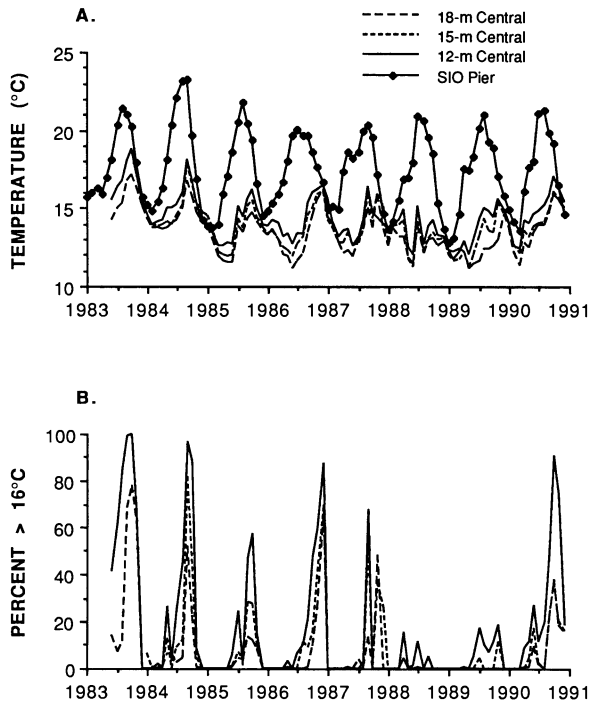 A.
18-m Central
15-m Central
12-m Central
SIO Pier
TEMPERATURE (°C)
25
20
15
10
1983 1984 1985 1986 1987 1988 1989 1990 1991
B.
PERCENT > 16°C
100
80
60
40
20
0
1983 1984 1985 1986 1987 1988 1989 1990 1991